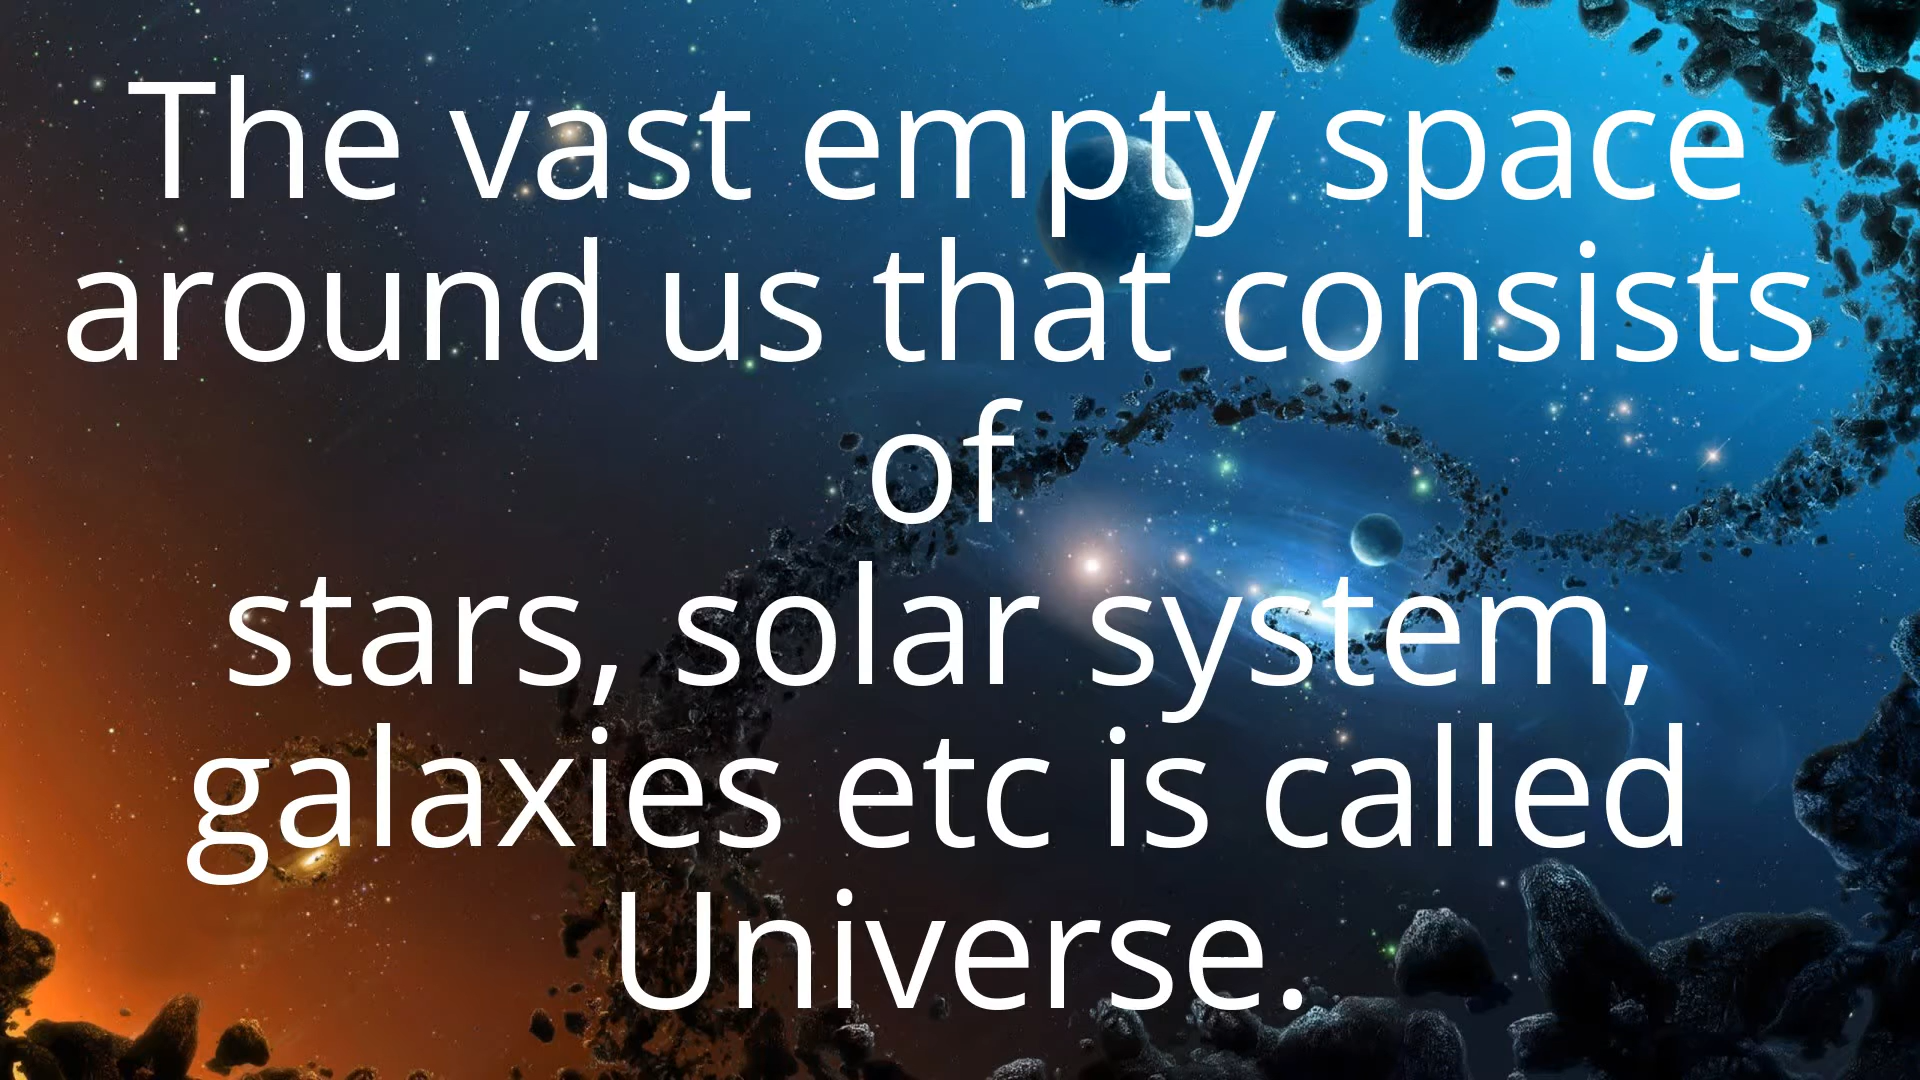 The vast empty space
around us that consists
of
stars, solar system,
galaxies etc is called
Universe.